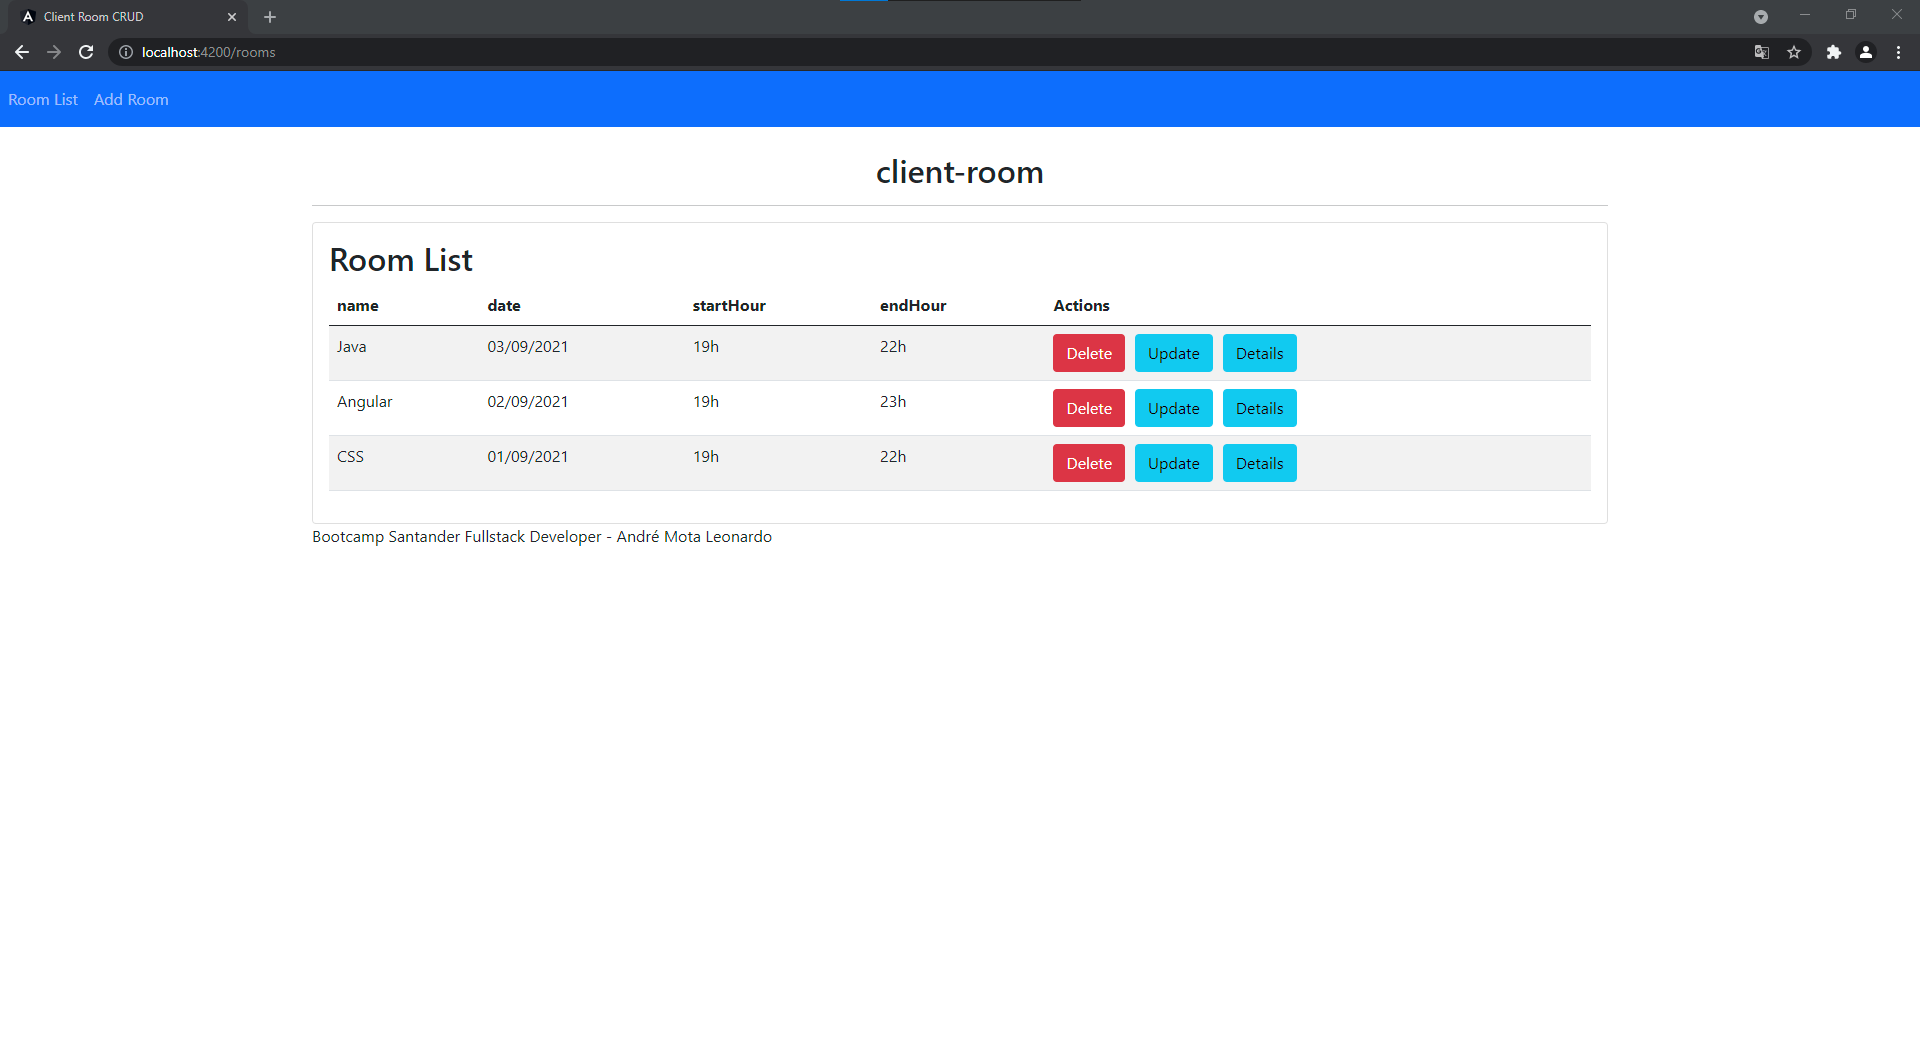 Client Room CRUD
localhost:4200/rooms
Room List Add Room
client-room
Room List
name date startHour endHour Actions
Java 03/09/2021 19h 22h Delete Update Details
Angular 02/09/2021 19h 23h Delete Update Details
CSS 01/09/2021 19h 22h Delete Update Details
Bootcamp Santander Fullstack Developer - André Mota Leonardo